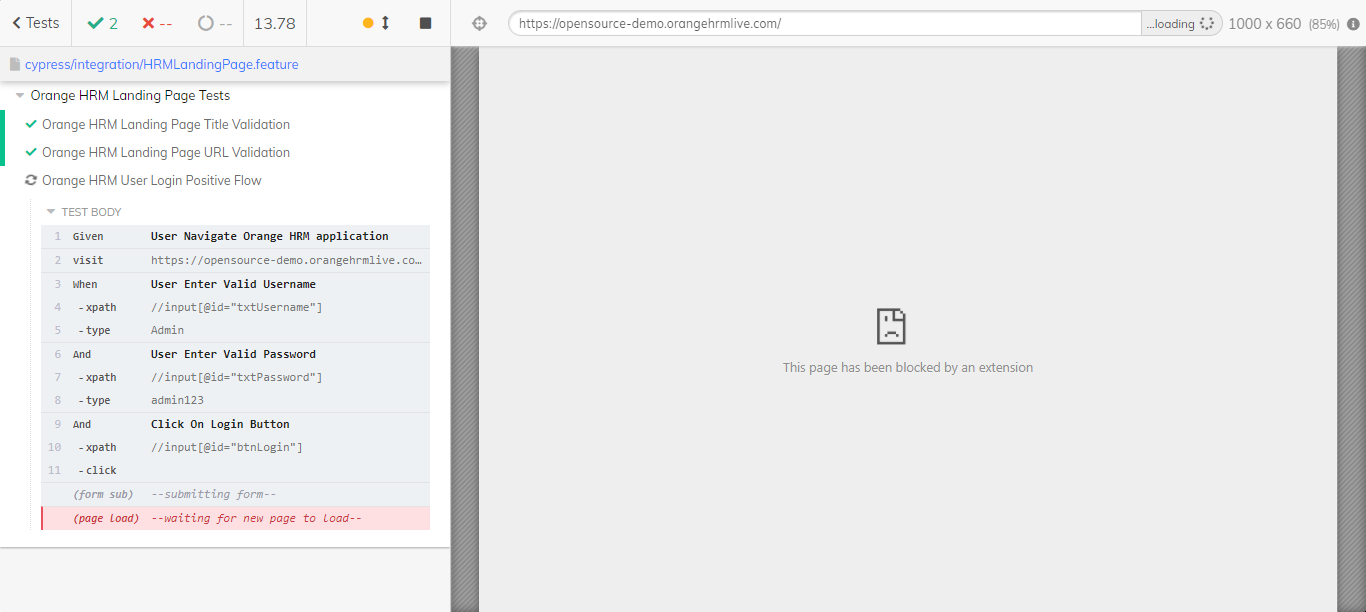 Tests
2
--
--
13.78
https://opensource-demo.orangehrmlive.com/
...loading
1000 x 660 (85%)
cypress/integration/HRMLandingPage.feature
Orange HRM Landing Page Tests
Orange HRM Landing Page Title Validation
Orange HRM Landing Page URL Validation
Orange HRM User Login Positive Flow
TEST BODY
1 Given User Navigate Orange HRM application
2 visit https://opensource-demo.orangehrmlive.co…
3 When User Enter Valid Username
4 -xpath //input[@id="txtUsername"]
5 -type Admin
6 And User Enter Valid Password
7 -xpath //input[@id="txtPassword"]
8 -type admin123
9 And Click On Login Button
10 -xpath //input[@id="btnLogin"]
11 -click
(form sub) --submitting form--
(page load) --waiting for new page to load--
This page has been blocked by an extension